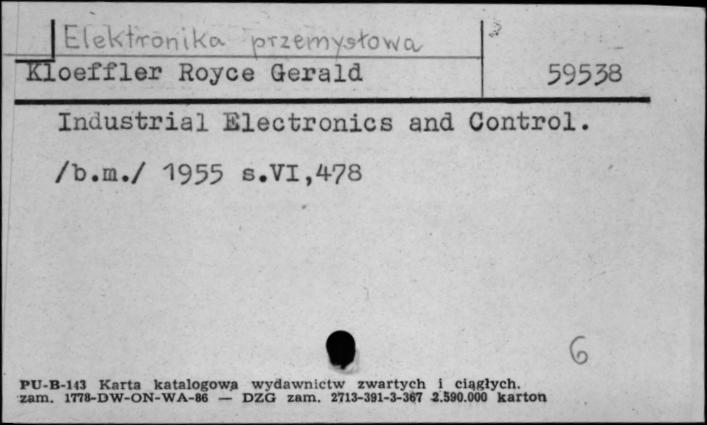 Elektronika przemysłowa
Kloeffler Royce Gerald 59538
Industrial Electronics and Control.
/b.m./ 1955 s.VI,478
6
PU-B-143 Karta katalogowa wydawnictw zwartych i ciągłych.
zam. 1778-DW-ON-WA-86 — DZG zam. 2713-391-3-367 2.590.000 karton